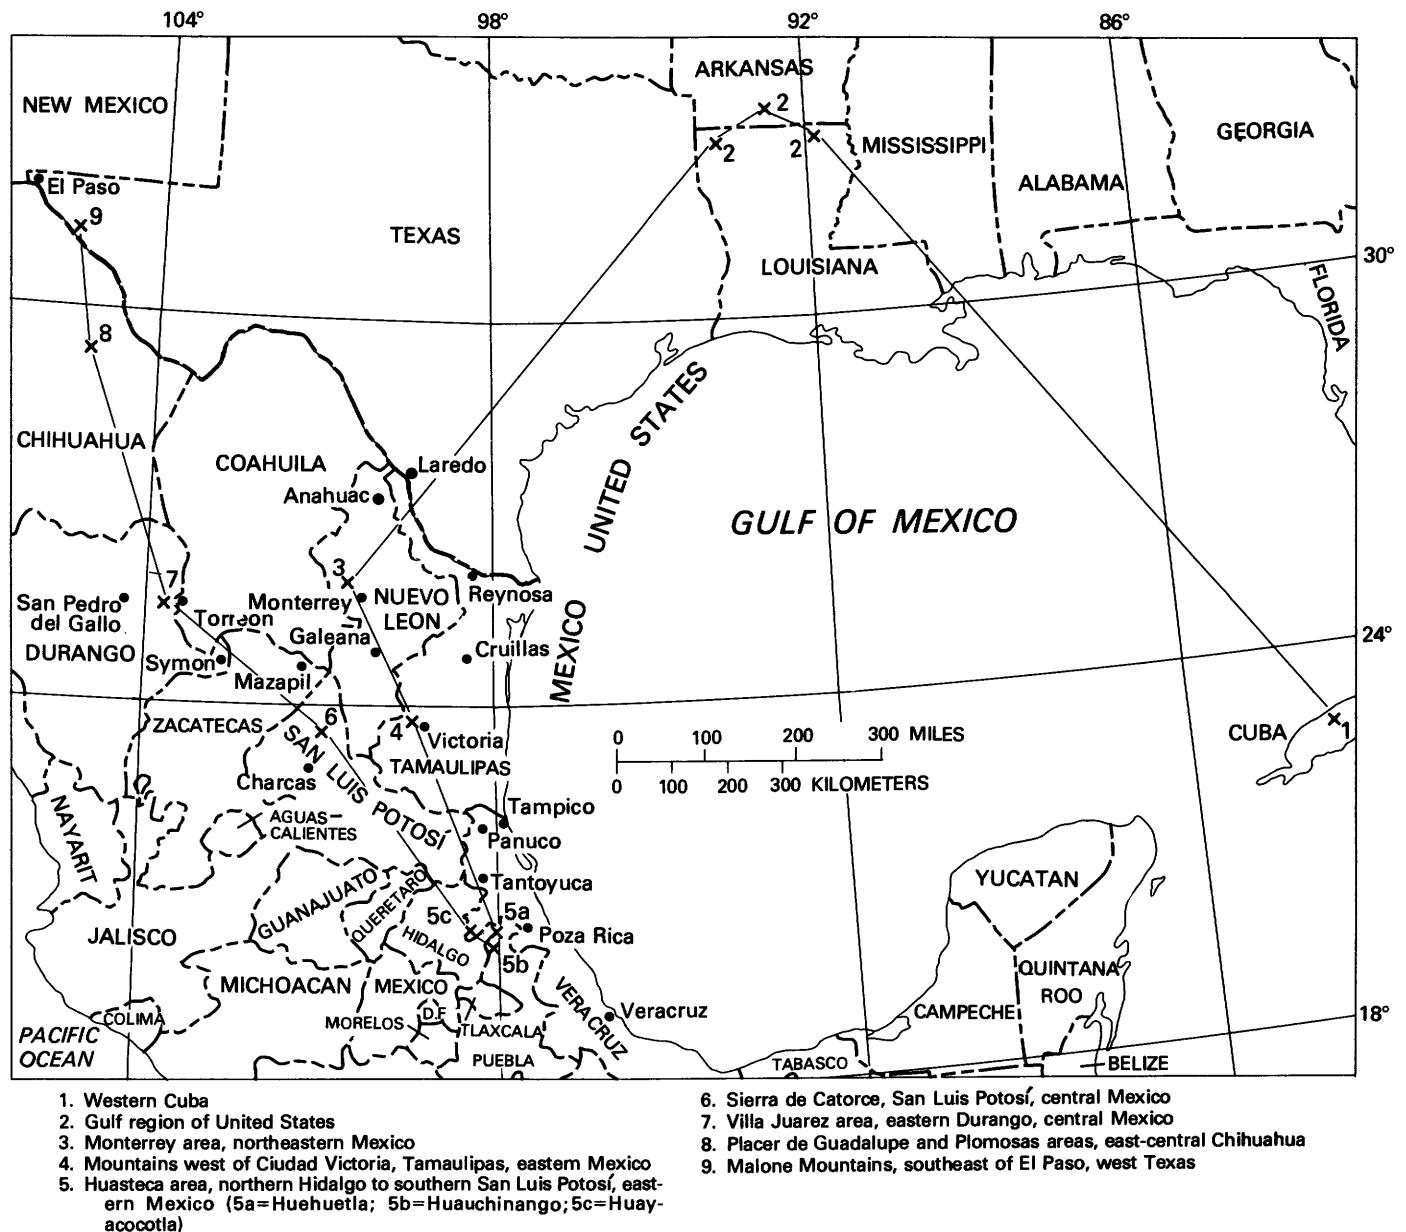 104° 98° 92° 86°
ARKANSAS
NEW MEXICO
2
MISSISSIPPI
GEORGIA
2 2
El Paso
ALABAMA
9
TEXAS
30°
LOUISIANA
FLORIDA
8
UNITED STATES
CHIHUAHUA
COAHUILA
Laredo
Anahuac
GULF OF MEXICO
7
3
San Pedro
del Gallo
Torreon
Monterrey
NUEVO
LEON
Reynosa
MEXICO
DURANGO
Symon
Galeana
Cruillas
24°
Mazapil
ZACATECAS
6
4
Victoria
CUBA
1
SAN LUIS POTOSÍ
TAMAULIPAS
0 100 200 300 MILES
0 100 200 300 KILOMETERS
Charcas
NAYARIT
AGUAS-
CALIENTES
Tampico
Panuco
Tantoyuca
GUANAJUATO
QUERETARO
YUCATAN
5c
5a
Poza Rica
JALISCO
HIDALGO
5b
QUINTANA
ROO
MICHOACAN
MEXICO
VERACRUZ
CAMPECHE
COLIMA
MORELOS
D.F
TLAXCALA
Veracruz
18°
PACIFIC
OCEAN
PUEBLA
TABASCO
BELIZE
1. Western Cuba
2. Gulf region of United States
3. Monterrey area, northeastern Mexico
4. Mountains west of Ciudad Victoria, Tamaulipas, eastern Mexico
5. Huasteca area, northern Hidalgo to southern San Luis Potosí, east-
ern Mexico (5a=Huehuetla; 5b=Huauchinango; 5c=Huay-
acocotla)
6. Sierra de Catorce, San Luis Potosí, central Mexico
7. Villa Juarez area, eastern Durango, central Mexico
8. Placer de Guadalupe and Plomosas areas, east-central Chihuahua
9. Malone Mountains, southeast of El Paso, west Texas